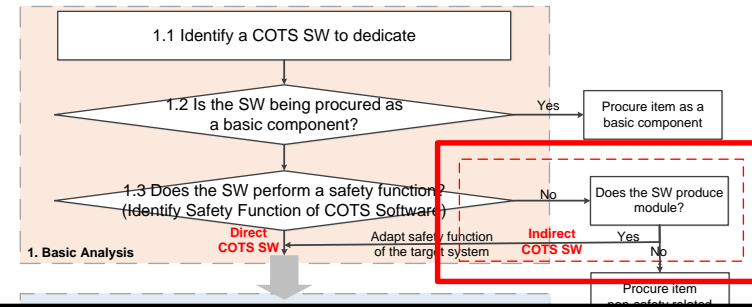 1.1 Identify a COTS SW to dedicate
1.2 Is the SW being procured as
a basic component?
Yes
Procure item as a
basic component
1.3 Does the SW perform a safety function?
(Identify Safety Function of COTS Software)
No
Does the SW produce
module?
Direct
COTS SW
Adapt safety function
of the target system
Indirect
COTS SW
Yes
No
1. Basic Analysis
Procure item
non safety related